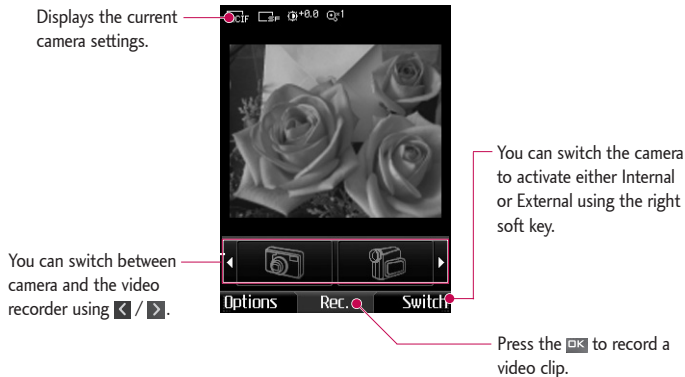 Displays the current
camera settings.
CIF +0.0 ×1
You can switch the camera
to activate either Internal
or External using the right
soft key.
You can switch between
camera and the video
recorder using < / >.
Options Rec. Switch
Press the OK to record a
video clip.